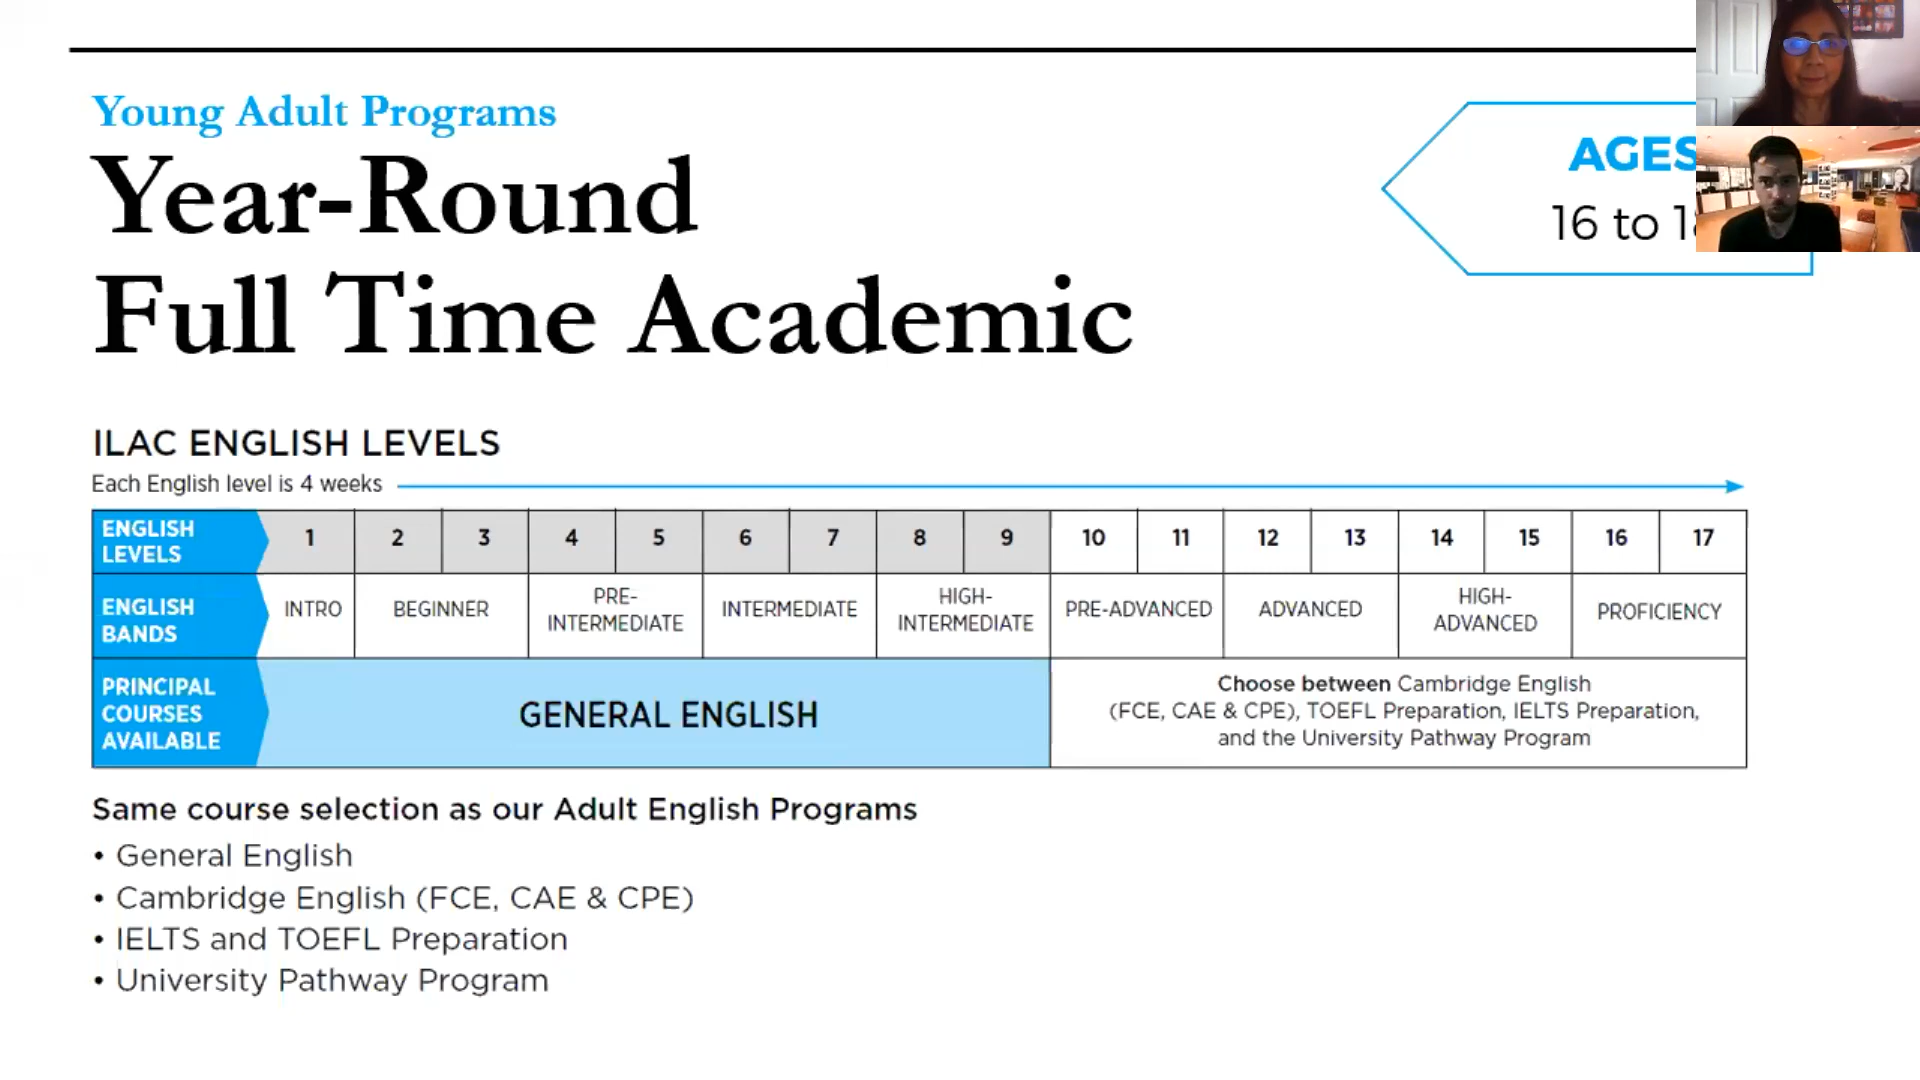 Young Adult Programs
Year-Round
Full Time Academic
AGES
16 to
ILAC ENGLISH LEVELS
Each English level is 4 weeks
ENGLISH LEVELS 1 2 3 4 5 6 7 8 9 10 11 12 13 14 15 16 17
ENGLISH BANDS INTRO BEGINNER PRE-INTERMEDIATE INTERMEDIATE HIGH-INTERMEDIATE PRE-ADVANCED ADVANCED HIGH-ADVANCED PROFICIENCY
PRINCIPAL COURSES AVAILABLE
GENERAL ENGLISH
Choose between Cambridge English
(FCE, CAE & CPE), TOEFL Preparation, IELTS Preparation,
and the University Pathway Program
Same course selection as our Adult English Programs
• General English
• Cambridge English (FCE, CAE & CPE)
• IELTS and TOEFL Preparation
• University Pathway Program